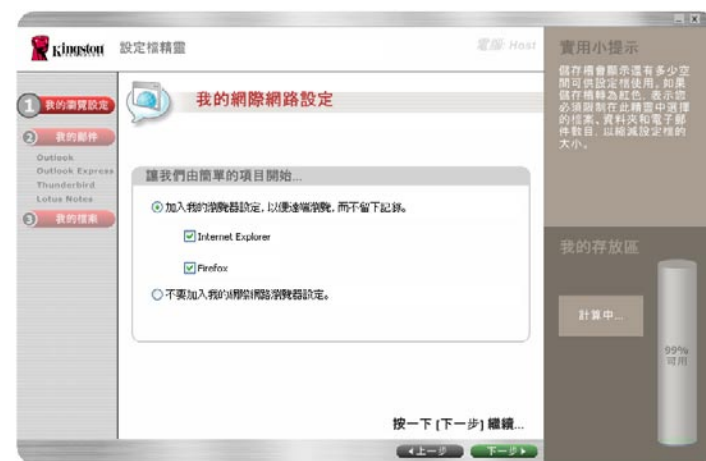 Kingston 設定檔精靈
電腦: Host
1 我的瀏覽設定
2 我的郵件
Outlook
Outlook Express
Thunderbird
Lotus Notes
3 我的檔案
我的網際網路設定
讓我們由簡單的項目開始...
加入我的瀏覽器設定, 以便遠端瀏覽, 而不留下記錄。
Internet Explorer
Firefox
不要加入我的網際網路瀏覽器設定。
按一下 [下一步] 繼續...
上一步
下一步
實用小提示
儲存槽會顯示還有多少空
間可供設定檔使用。如果
儲存槽轉為紅色, 表示您
必須限制在此精靈中選擇
的檔案、資料夾和電子郵
件數目, 以縮減設定檔的
大小。
我的存放區
計算中...
99%
可用